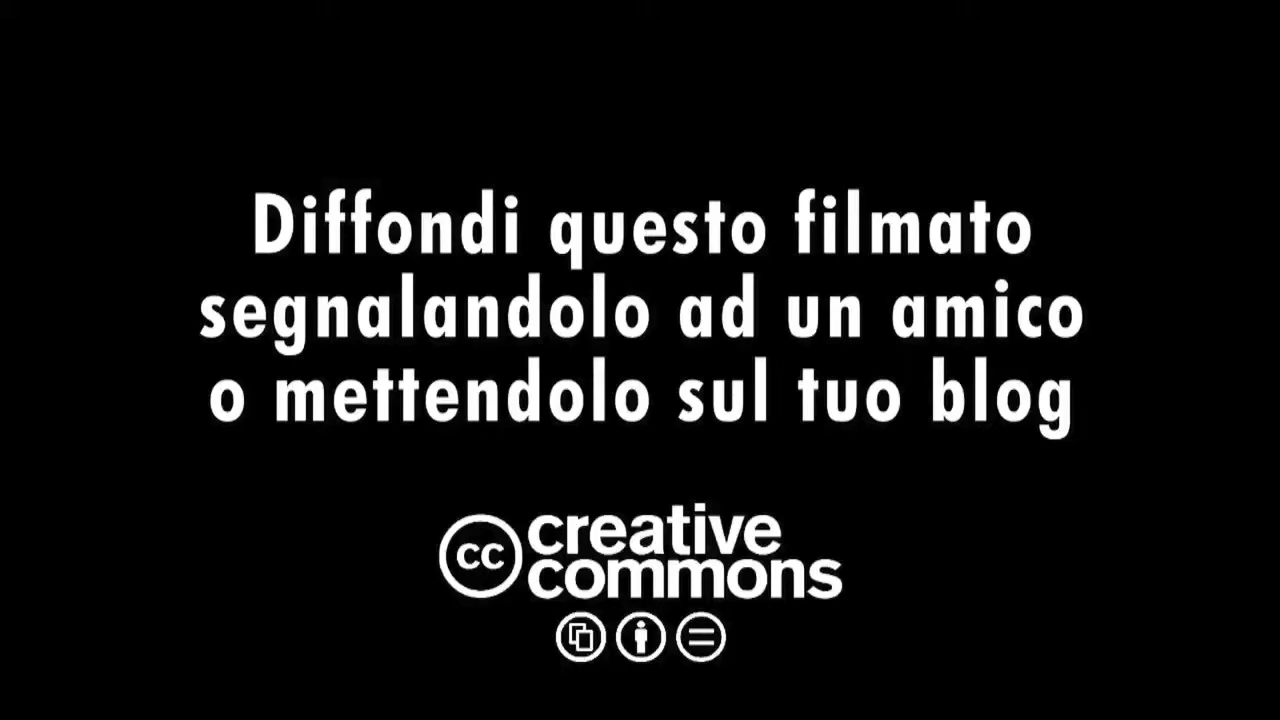 Diffondi questo filmato
segnalandolo ad un amico
o mettendolo sul tuo blog
cc creative
commons